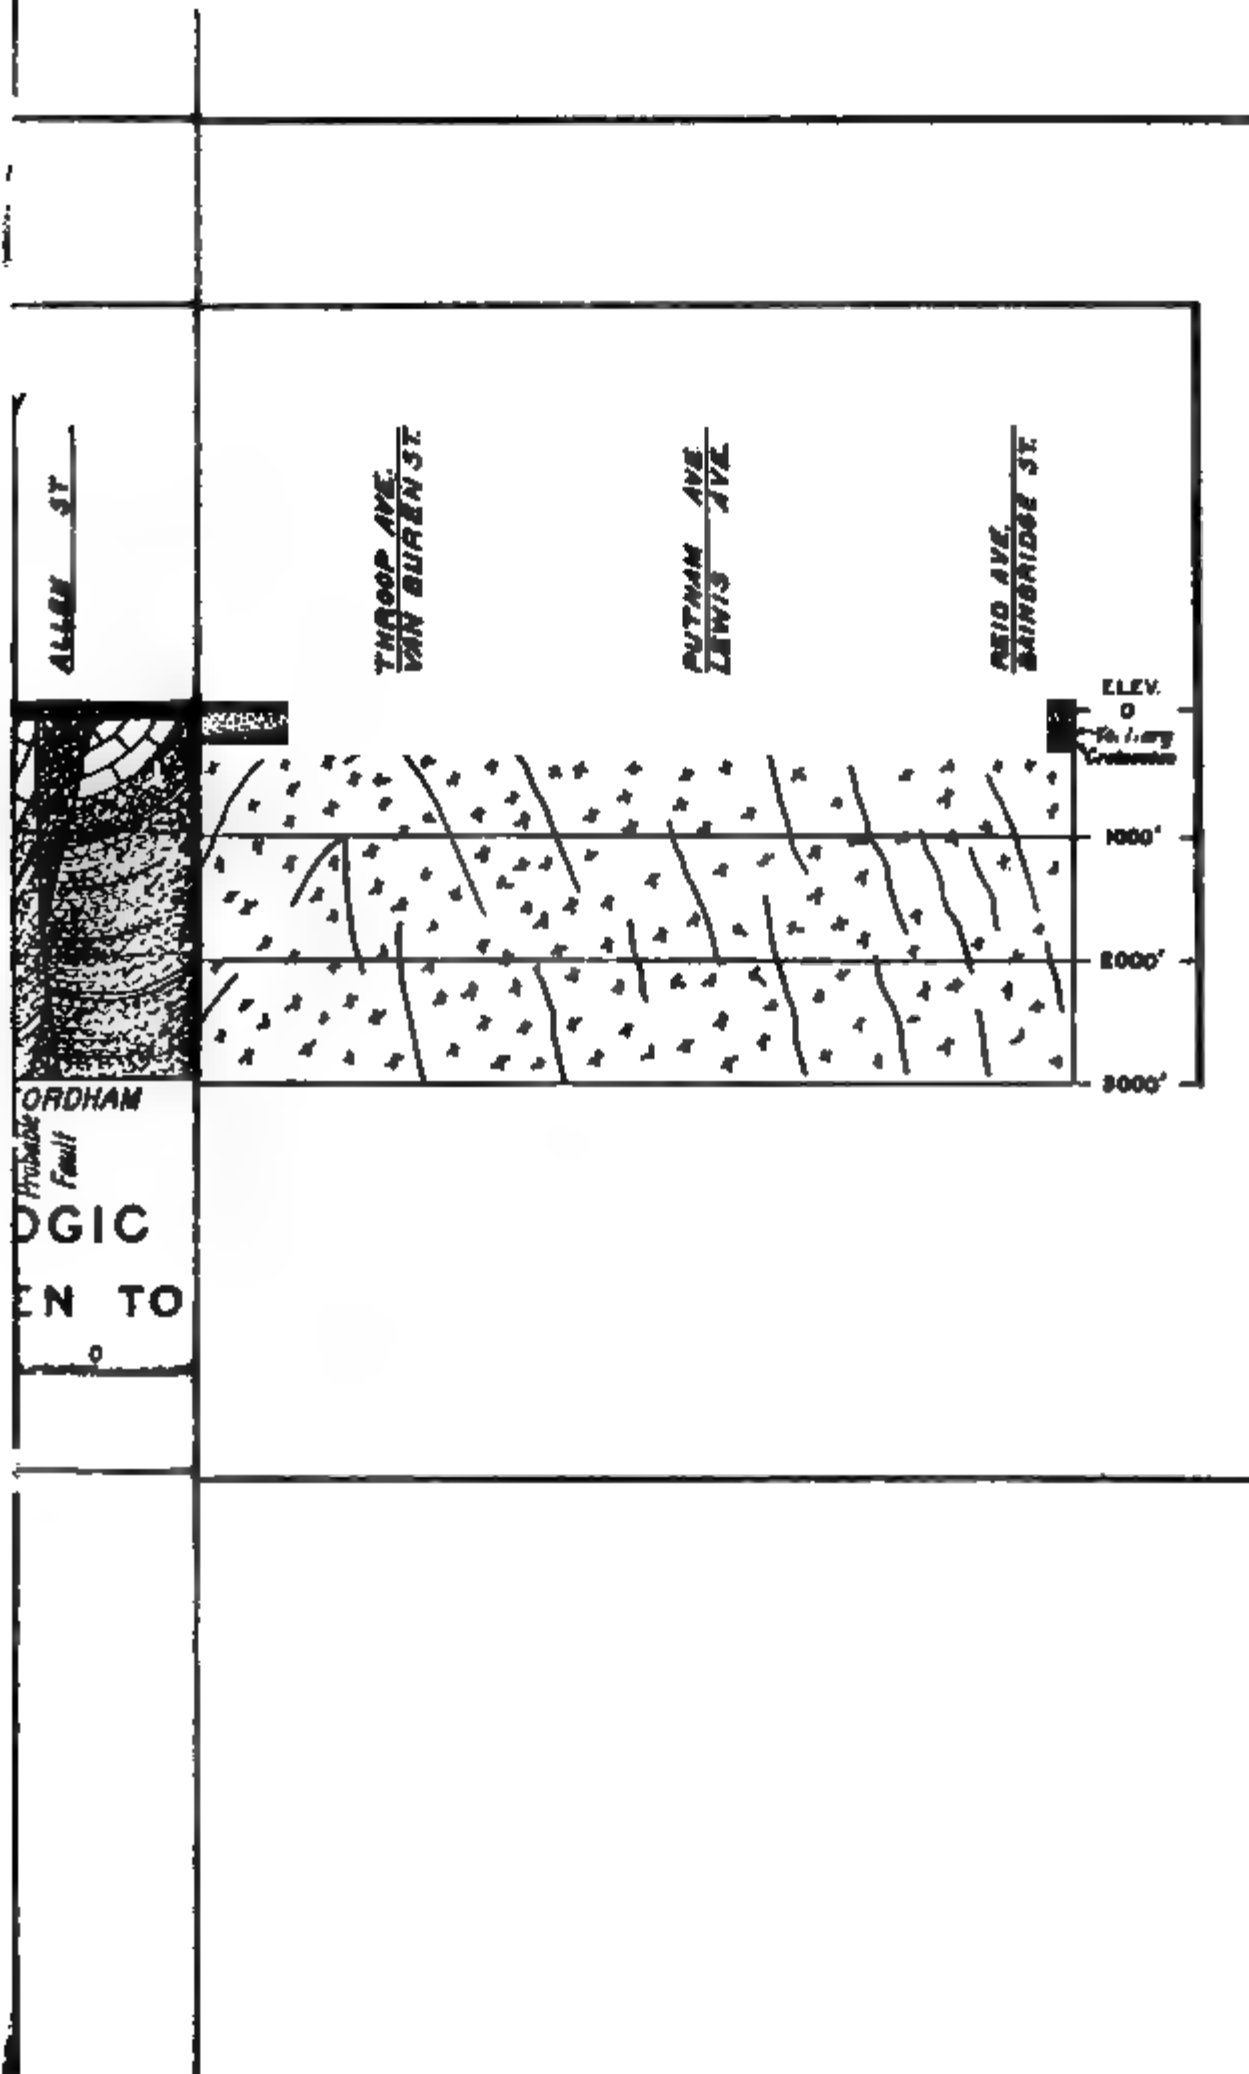 ALLEN ST
THROOP AVE.
VAN BUREN ST.
PUTNAM AVE
LEWIS AVE.
REID AVE.
BAINBRIDGE ST.
ELEV.
0
Cretaceous
1000'
2000'
3000'
ORDHAM
Probable
Fault
OGIC
EN TO
0